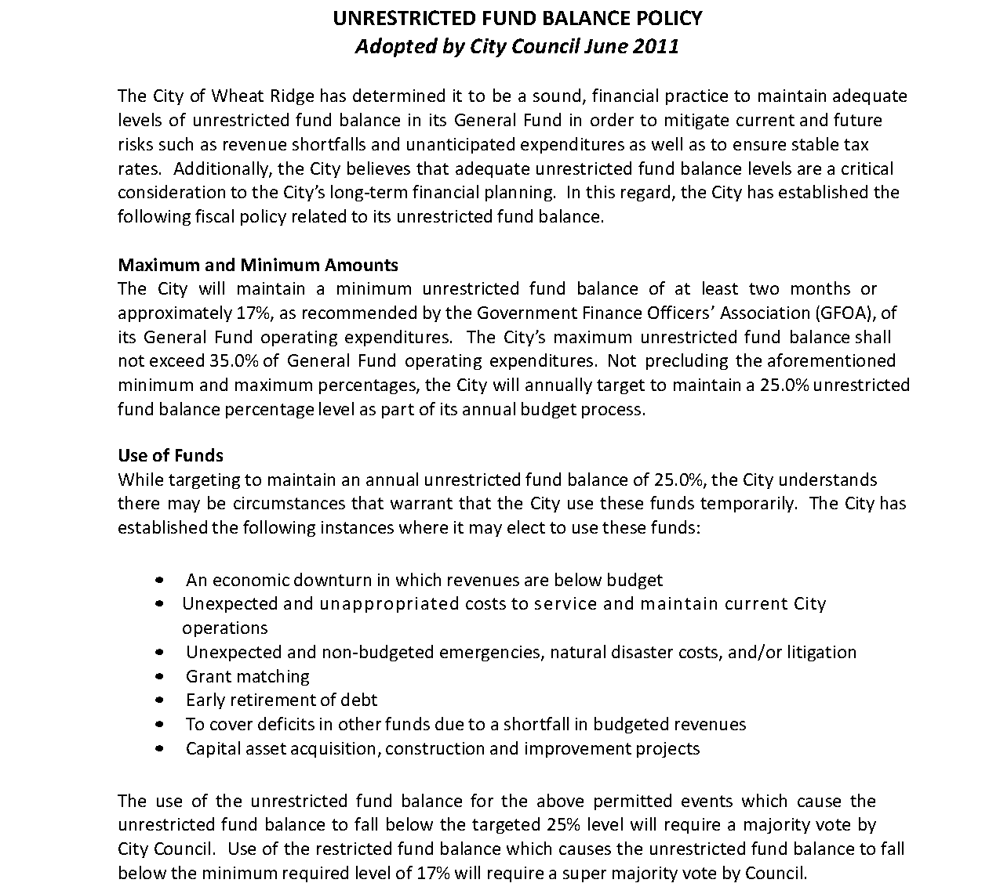 UNRESTRICTED FUND BALANCE POLICY
Adopted by City Council June 2011
The City of Wheat Ridge has determined it to be a sound, financial practice to maintain adequate
levels of unrestricted fund balance in its General Fund in order to mitigate current and future
risks such as revenue shortfalls and unanticipated expenditures as well as to ensure stable tax
rates. Additionally, the City believes that adequate unrestricted fund balance levels are a critical
consideration to the City's long-term financial planning. In this regard, the City has established the
following fiscal policy related to its unrestricted fund balance.
Maximum and Minimum Amounts
The City will maintain a minimum unrestricted fund balance of at least two months or
approximately 17%, as recommended by the Government Finance Officers' Association (GFOA), of
its General Fund operating expenditures. The City's maximum unrestricted fund balance shall
not exceed 35.0% of General Fund operating expenditures. Not precluding the aforementioned
minimum and maximum percentages, the City will annually target to maintain a 25.0% unrestricted
fund balance percentage level as part of its annual budget process.
Use of Funds
While targeting to maintain an annual unrestricted fund balance of 25.0%, the City understands
there may be circumstances that warrant that the City use these funds temporarily. The City has
established the following instances where it may elect to use these funds:
• An economic downturn in which revenues are below budget
• Unexpected and unappropriated costs to service and maintain current City
operations
• Unexpected and non-budgeted emergencies, natural disaster costs, and/or litigation
• Grant matching
• Early retirement of debt
• To cover deficits in other funds due to a shortfall in budgeted revenues
• Capital asset acquisition, construction and improvement projects
The use of the unrestricted fund balance for the above permitted events which cause the
unrestricted fund balance to fall below the targeted 25% level will require a majority vote by
City Council. Use of the restricted fund balance which causes the unrestricted fund balance to fall
below the minimum required level of 17% will require a super majority vote by Council.